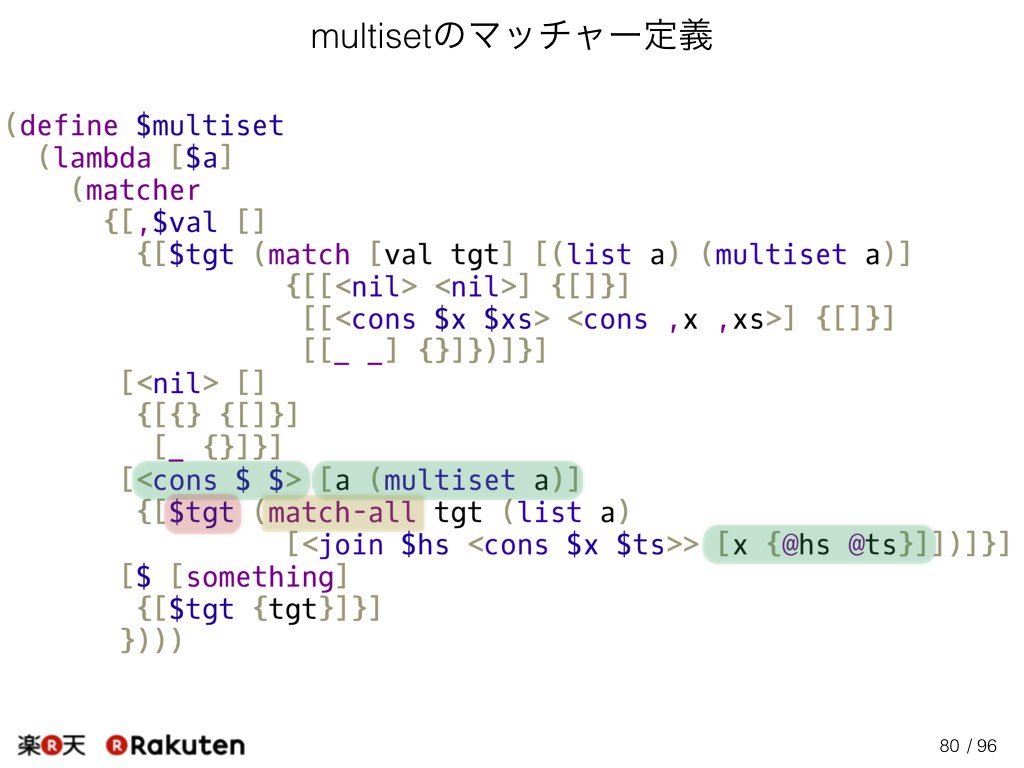 multisetのマッチャー定義
(define $multiset
  (lambda [$a]
    (matcher
      {[,$val []
        {[$tgt (match [val tgt] [(list a) (multiset a)]
                 {[[<nil> <nil>] {[]}]
                  [[<cons $x $xs> <cons ,x ,xs>] {[]}]
                  [[_ _] {}]})]}]
       [<nil> []
        {[{} {[]}]
         [_ {}]}]
       [<cons $ $> [a (multiset a)]
        {[$tgt (match-all tgt (list a)
                 [<join $hs <cons $x $ts>> [x {@hs @ts}]])]}]
       [$ [something]
        {[$tgt {tgt}]}]
       })))
楽R天 R Rakuten
80 / 96